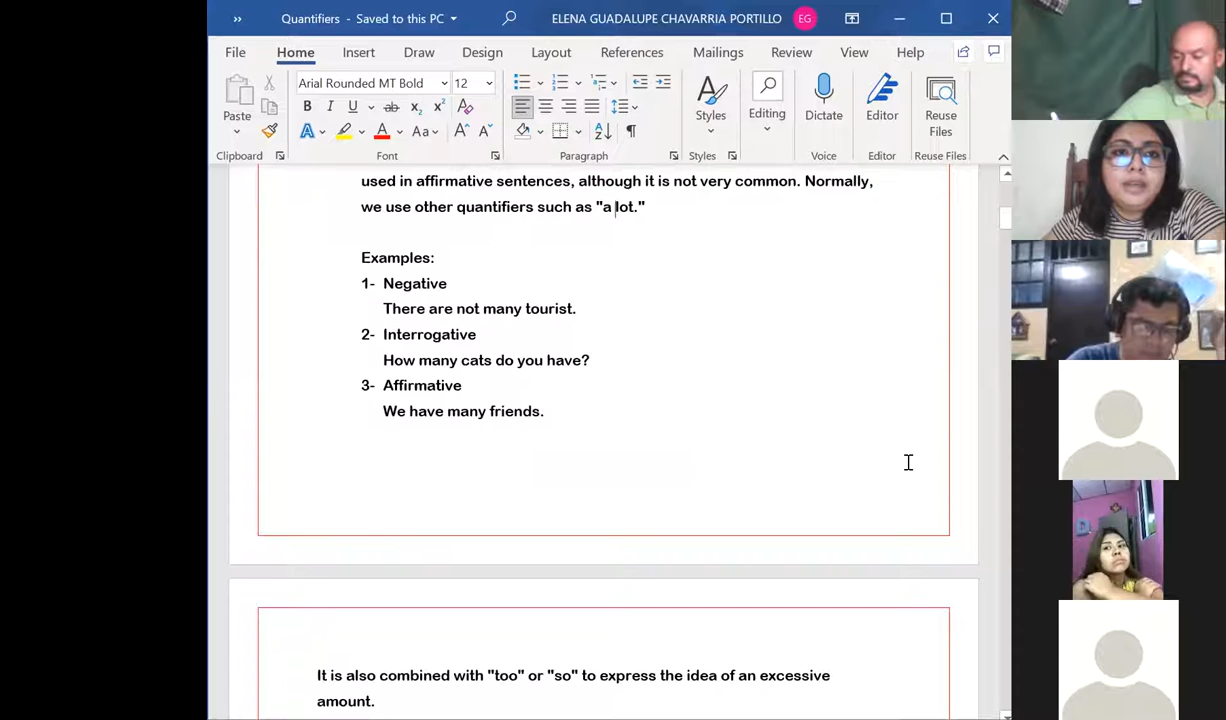 Quantifiers - Saved to this PC
ELENA GUADALUPE CHAVARRIA PORTILLO
EG
File Home Insert Draw Design Layout References Mailings Review View Help
Arial Rounded MT Bold 12
Paste
Styles
Editing
Dictate
Editor
Reuse Files
Clipboard Font Paragraph Styles Voice Editor Reuse Files
used in affirmative sentences, although it is not very common. Normally,
we use other quantifiers such as "a lot."
Examples:
1- Negative
There are not many tourist.
2- Interrogative
How many cats do you have?
3- Affirmative
We have many friends.
It is also combined with "too" or "so" to express the idea of an excessive
amount.